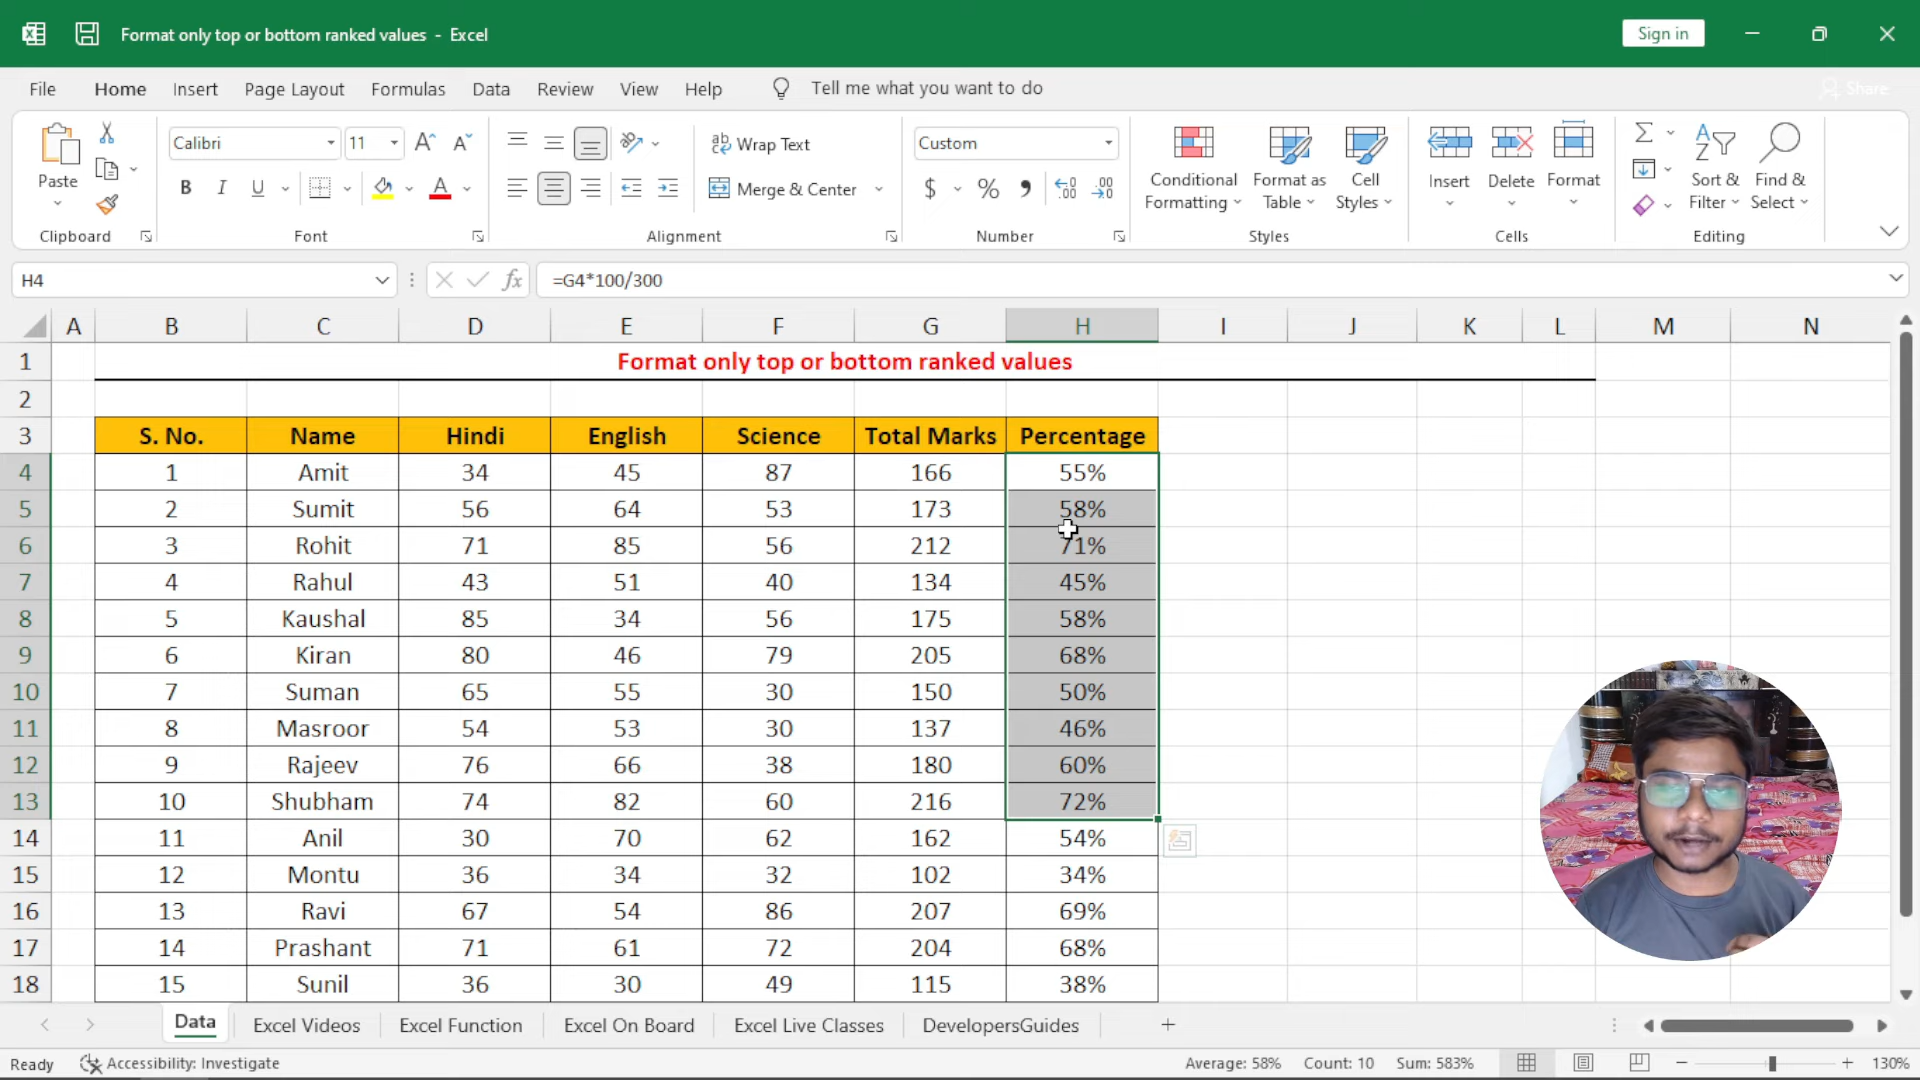 Format only top or bottom ranked values - Excel
Sign in
File Home Insert Page Layout Formulas Data Review View Help Tell me what you want to do Share
Paste
Clipboard
Calibri 11
B I U A
Font
Wrap Text
Merge & Center
Alignment
Custom
$ % ,
Number
Conditional Formatting
Format as Table
Cell Styles
Styles
Insert
Delete
Format
Cells
Sort & Filter
Find & Select
Editing
H4 fx =G4*100/300
A B C D E F G H I J K L M N
1 Format only top or bottom ranked values
2
3 S. No. Name Hindi English Science Total Marks Percentage
4 1 Amit 34 45 87 166 55%
5 2 Sumit 56 64 53 173 58%
6 3 Rohit 71 85 56 212 71%
7 4 Rahul 43 51 40 134 45%
8 5 Kaushal 85 34 56 175 58%
9 6 Kiran 80 46 79 205 68%
10 7 Suman 65 55 30 150 50%
11 8 Masroor 54 53 30 137 46%
12 9 Rajeev 76 66 38 180 60%
13 10 Shubham 74 82 60 216 72%
14 11 Anil 30 70 62 162 54%
15 12 Montu 36 34 32 102 34%
16 13 Ravi 67 54 86 207 69%
17 14 Prashant 71 61 72 204 68%
18 15 Sunil 36 30 49 115 38%
Data Excel Videos Excel Function Excel On Board Excel Live Classes DevelopersGuides
Ready Accessibility: Investigate Average: 58% Count: 10 Sum: 583% 130%